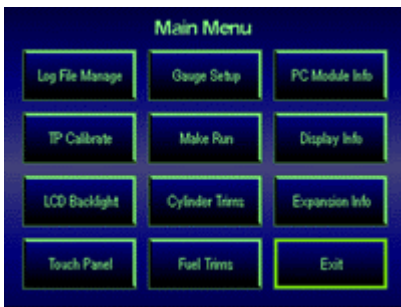 Main Menu
Log File Manage
Gauge Setup
PC Module Info
TP Calibrate
Make Run
Display Info
LCD Backlight
Cylinder Trims
Expansion Info
Touch Panel
Fuel Trims
Exit